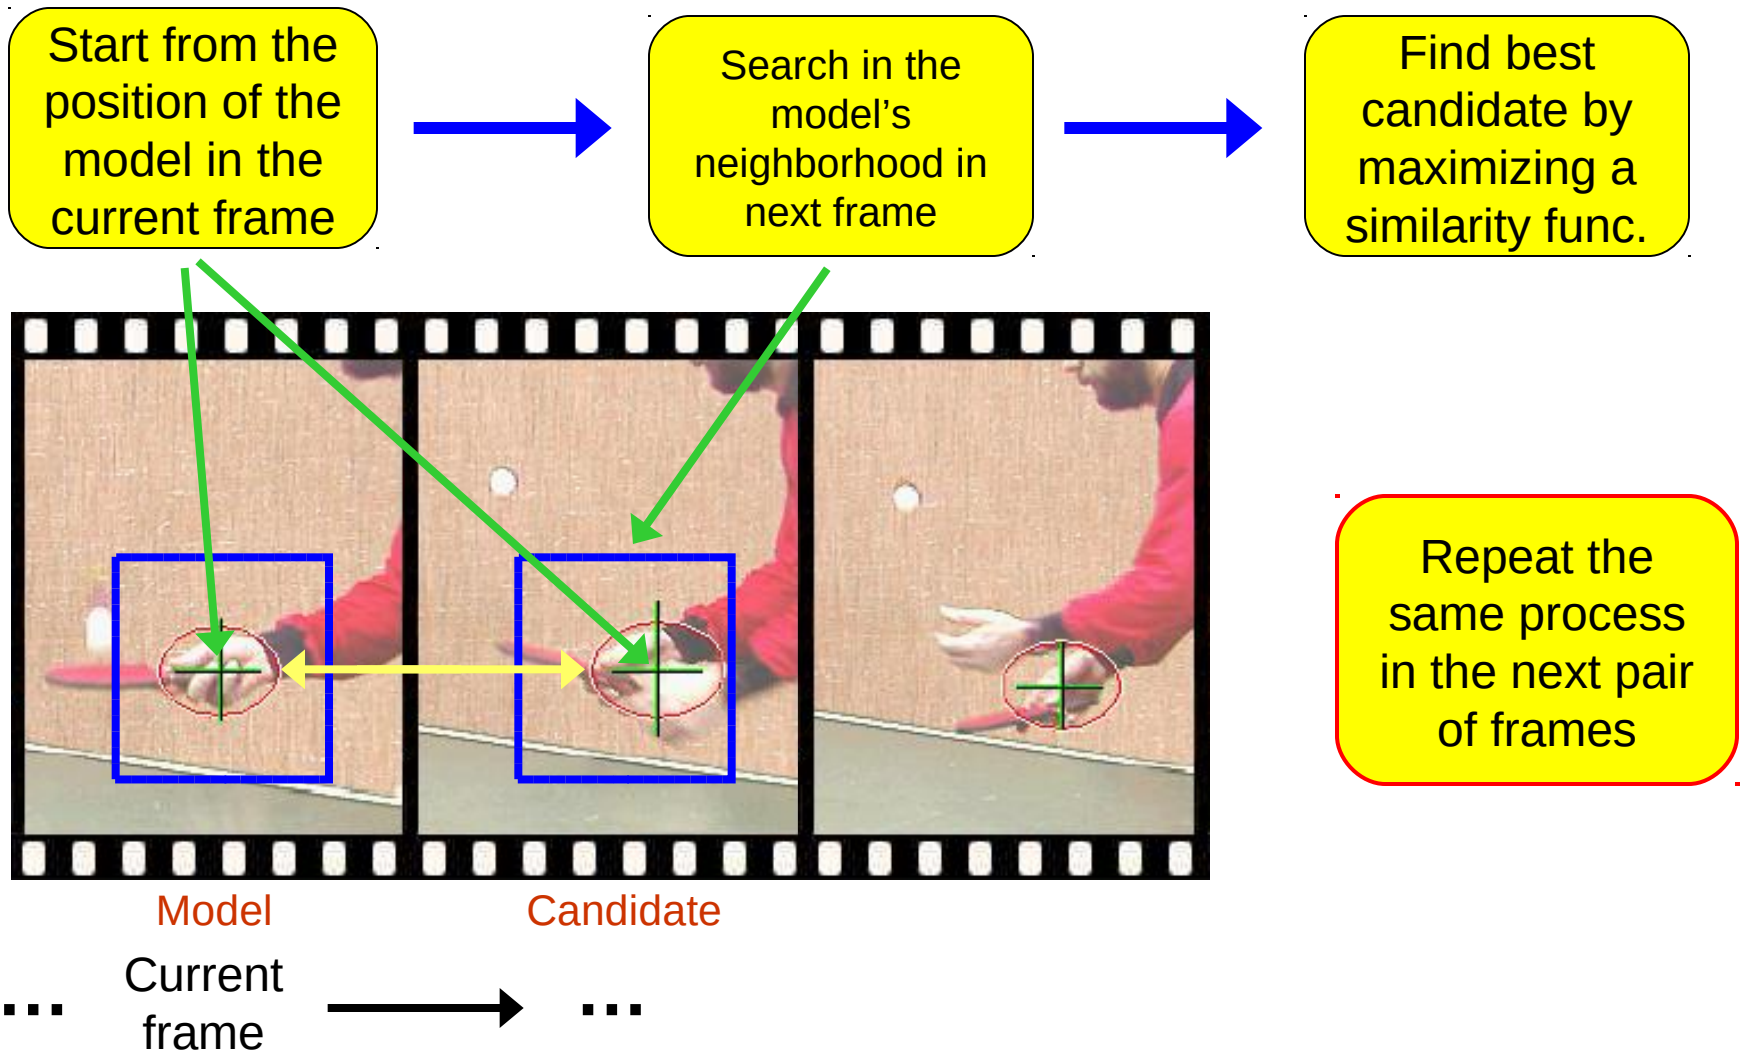 Start from the
position of the
model in the
current frame
Search in the
model’s
neighborhood in
next frame
Find best
candidate by
maximizing a
similarity func.
Repeat the
same process
in the next pair
of frames
Model
Candidate
... Current
frame
...